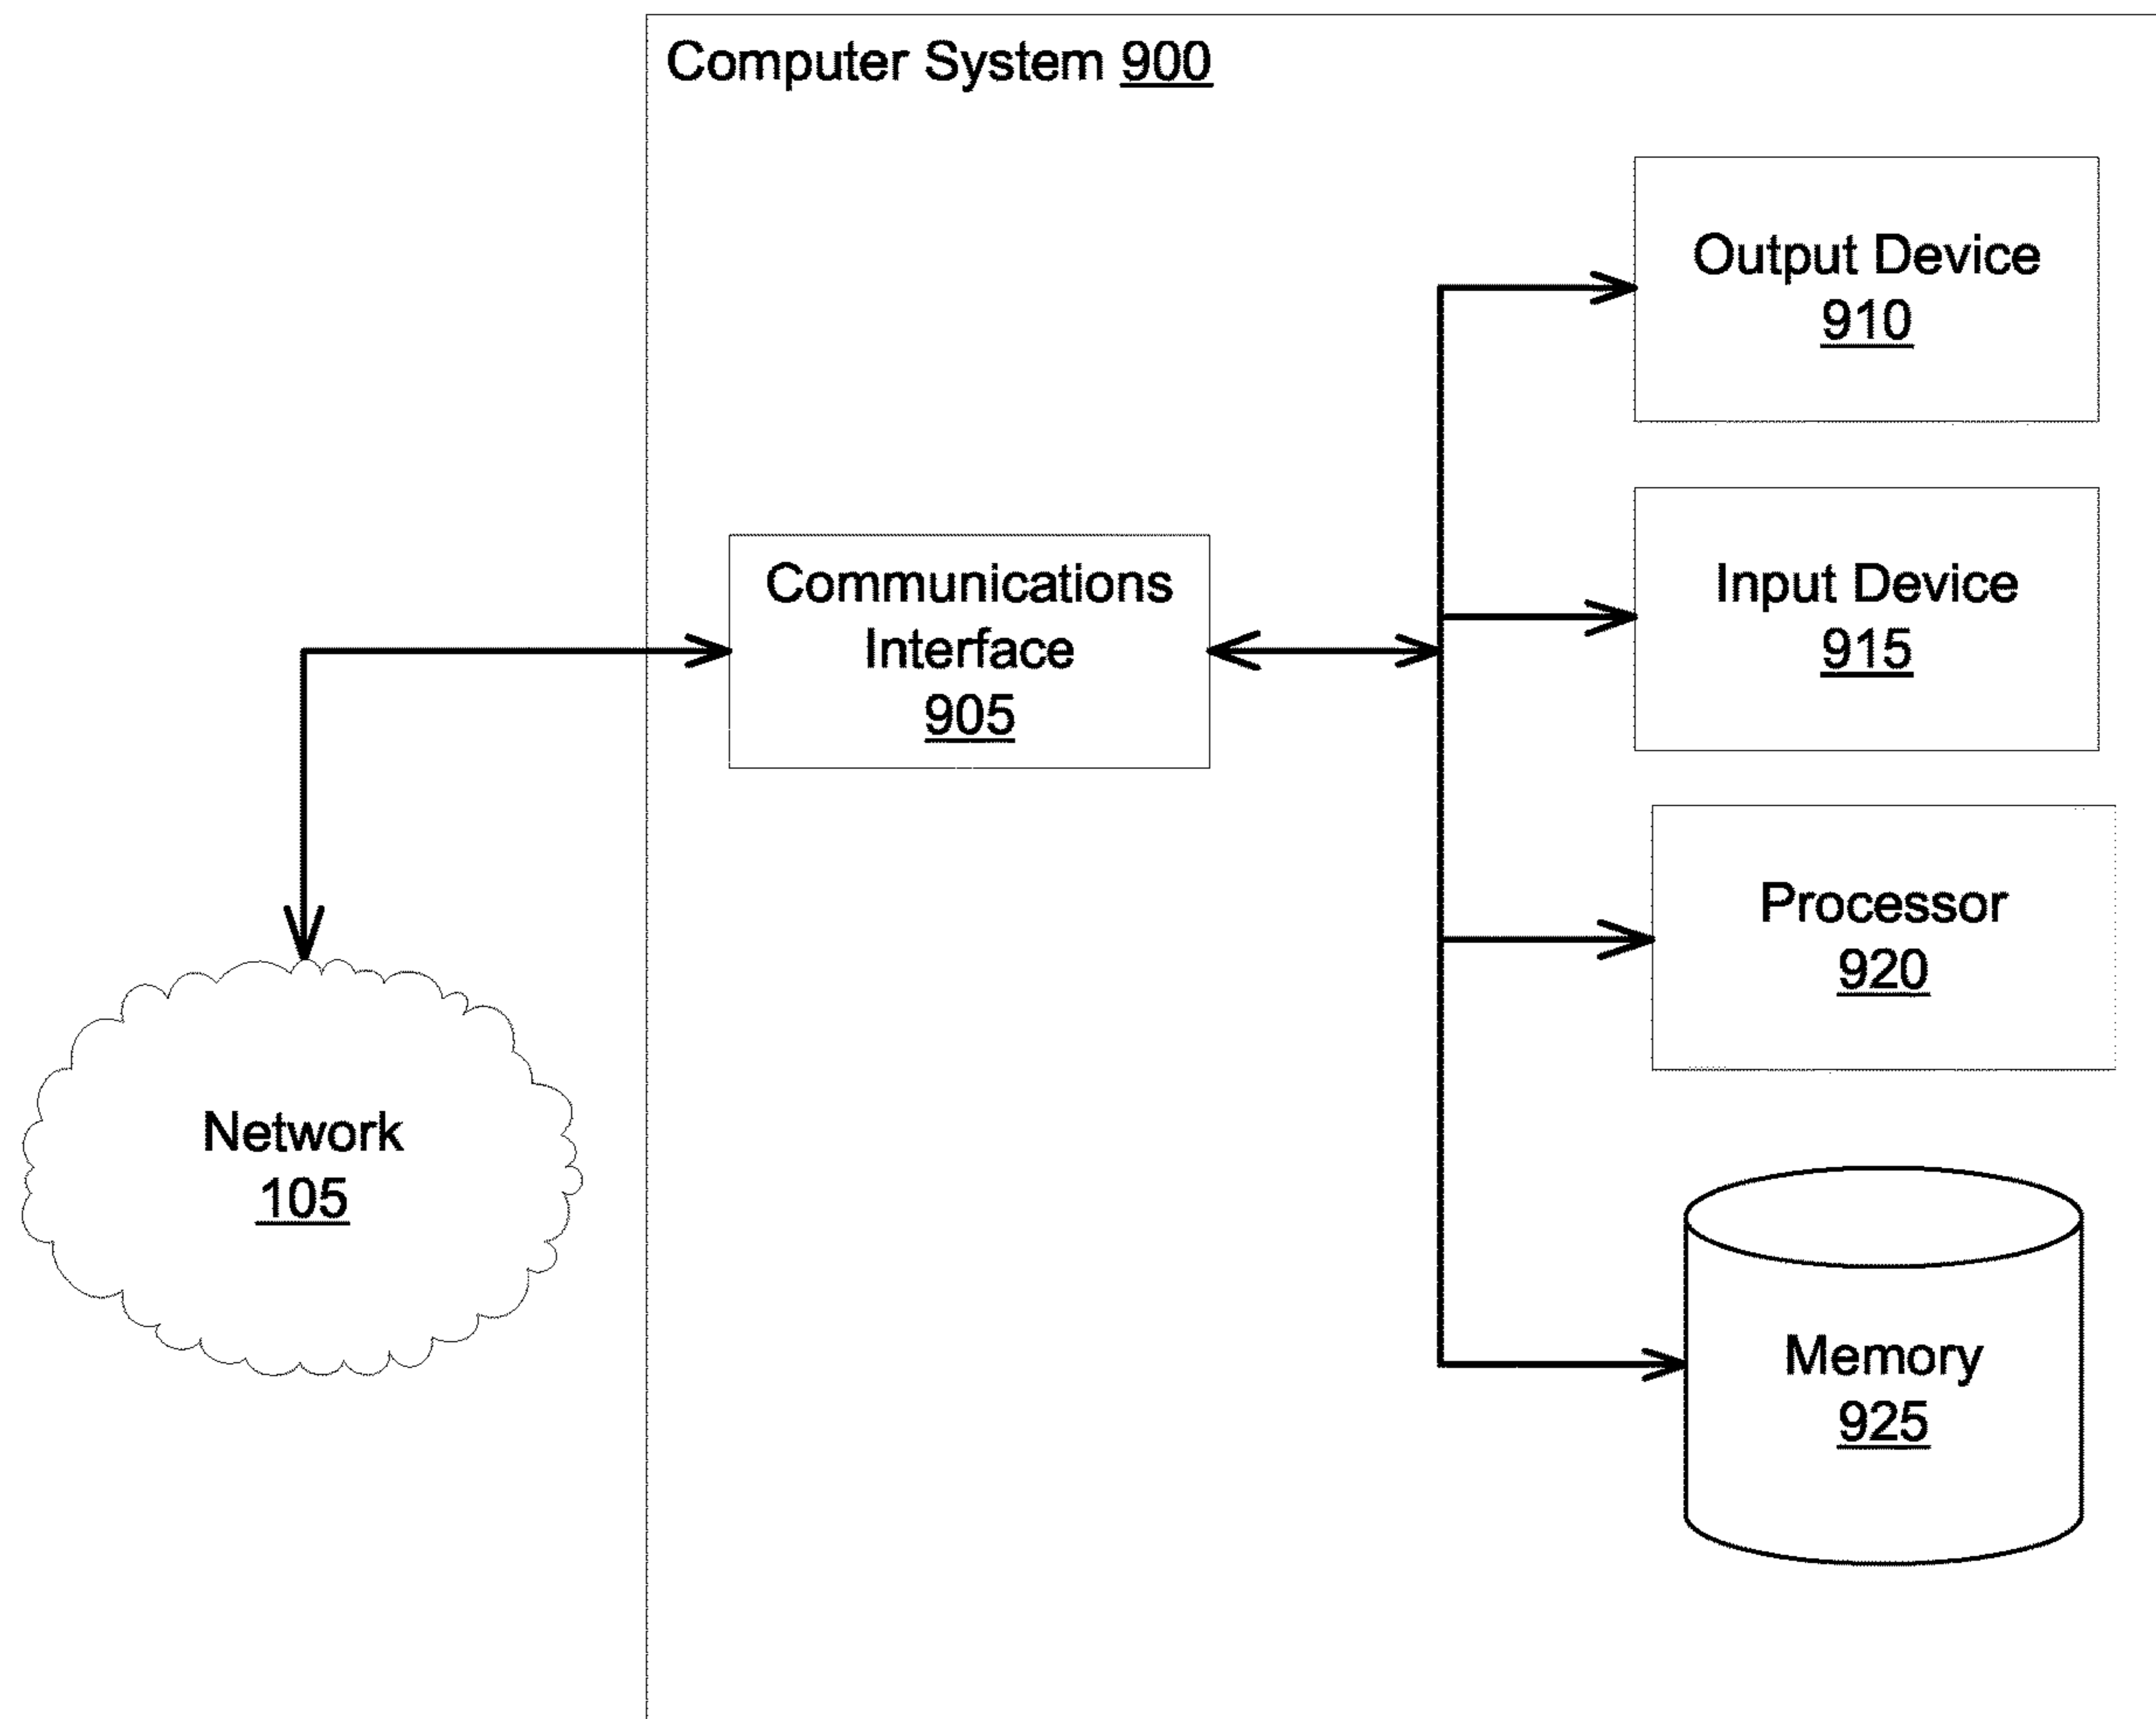 Computer System 900
Output Device
910
Input Device
915
Communications
Interface
905
Processor
920
Network
105
Memory
925